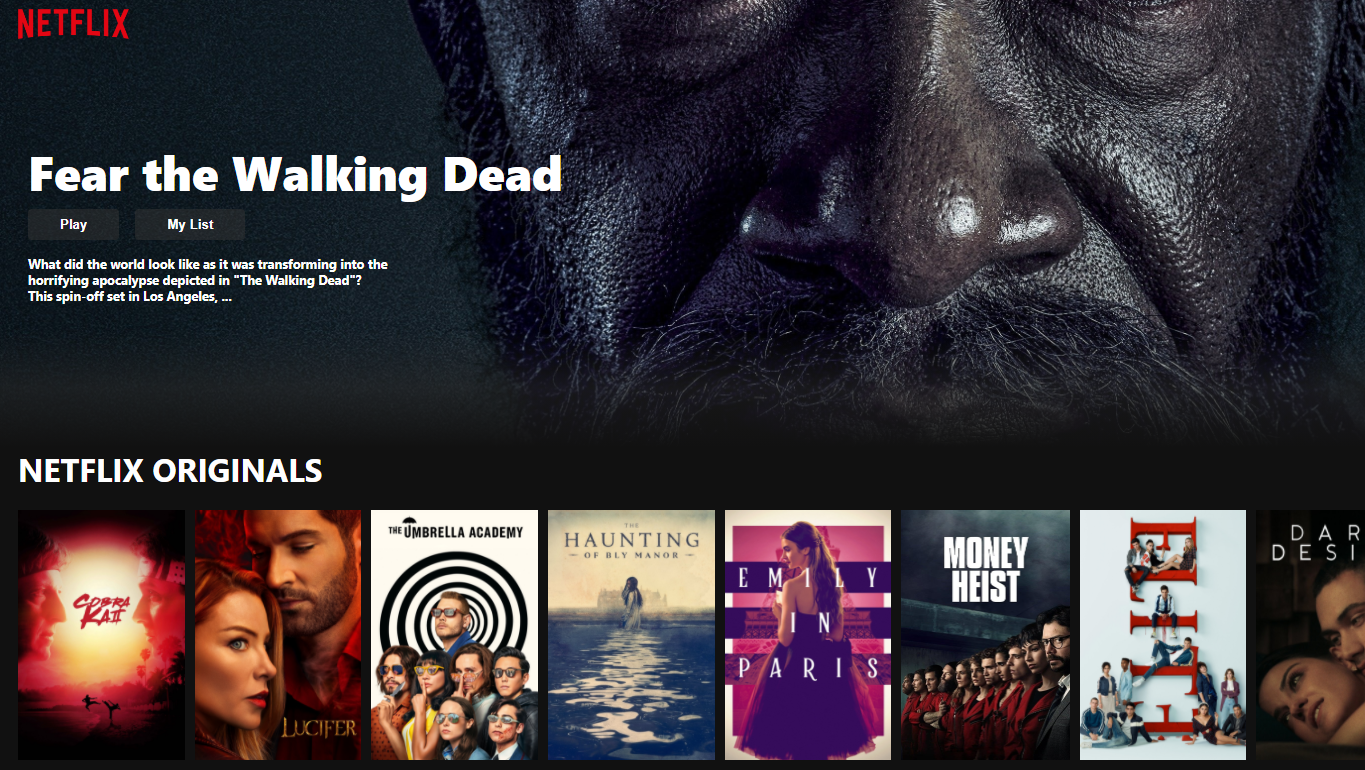 NETFLIX
Fear the Walking Dead
Play
My List
What did the world look like as it was transforming into the
horrifying apocalypse depicted in "The Walking Dead"?
This spin-off set in Los Angeles, ...
NETFLIX ORIGINALS
COBRA
KAI
LUCIFER
THE UMBRELLA ACADEMY
THE
HAUNTING
OF BLY MANOR
EMILY
IN
PARIS
MONEY
HEIST
ELITE
DAR
DESI